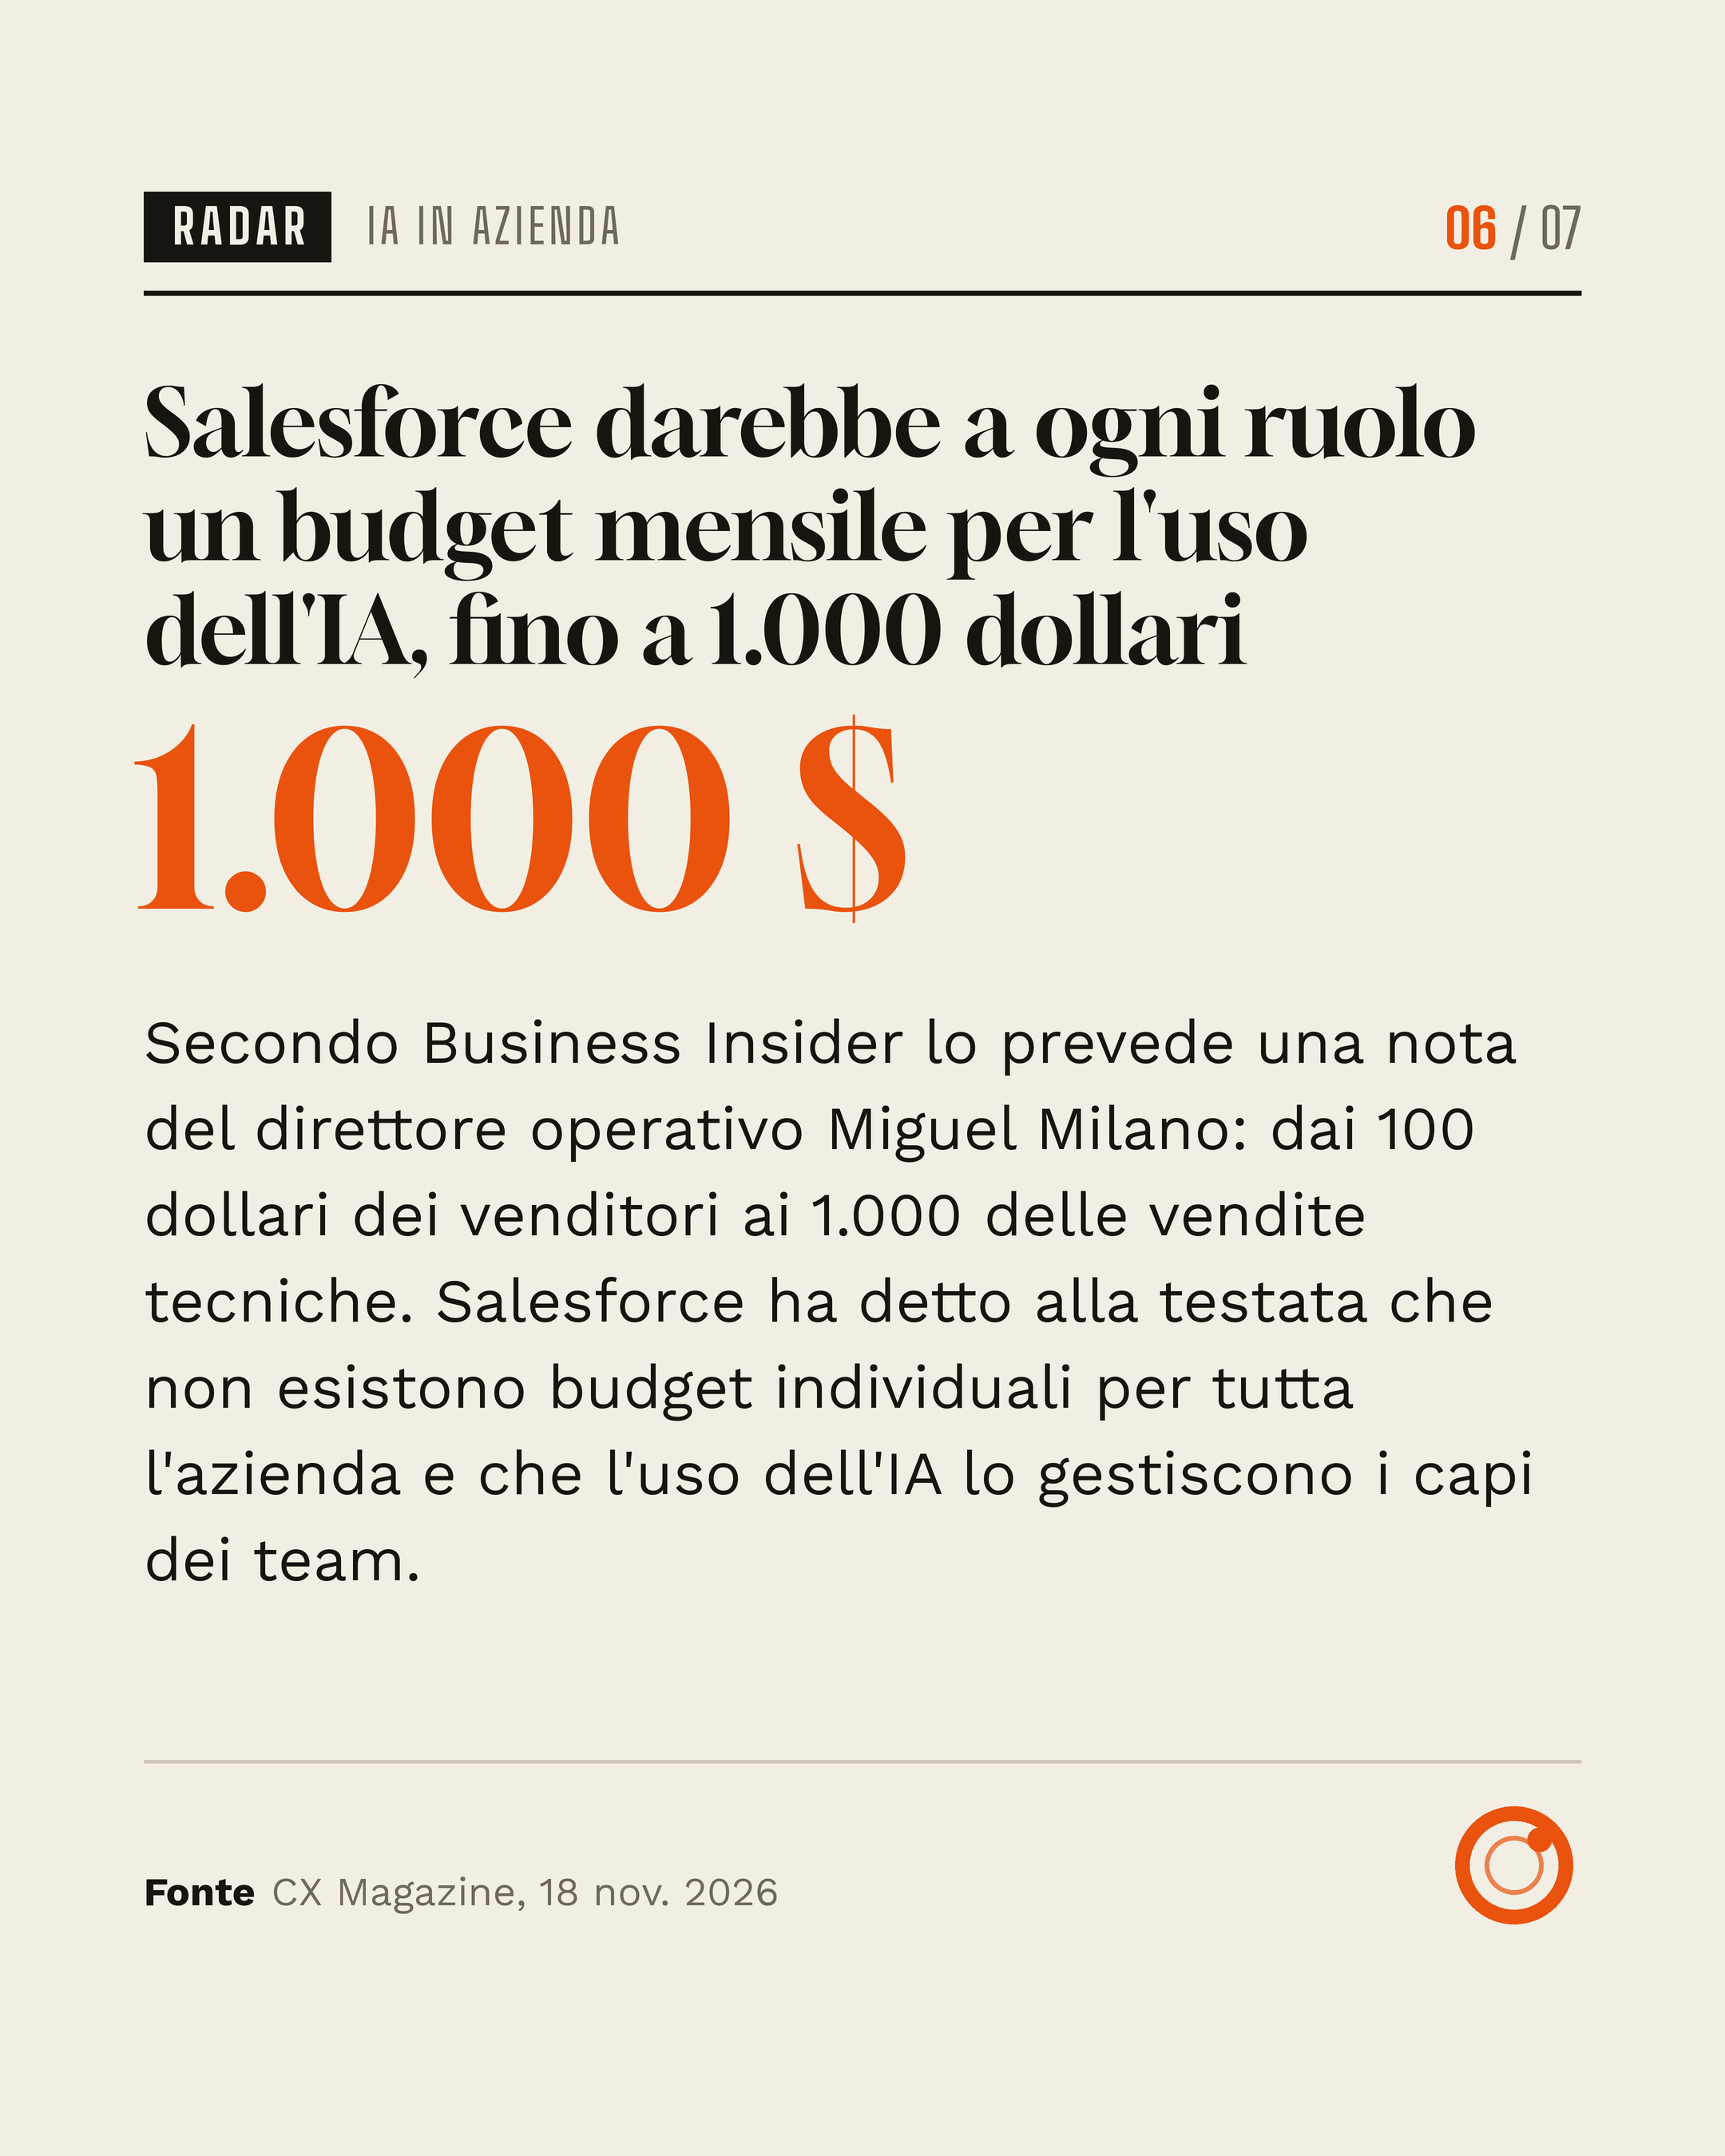 RADAR IA IN AZIENDA 06 / 07
Salesforce darebbe a ogni ruolo
un budget mensile per l'uso
dell'IA, fino a 1.000 dollari
1.000 $
Secondo Business Insider lo prevede una nota
del direttore operativo Miguel Milano: dai 100
dollari dei venditori ai 1.000 delle vendite
tecniche. Salesforce ha detto alla testata che
non esistono budget individuali per tutta
l'azienda e che l'uso dell'IA lo gestiscono i capi
dei team.
Fonte CX Magazine, 18 nov. 2026